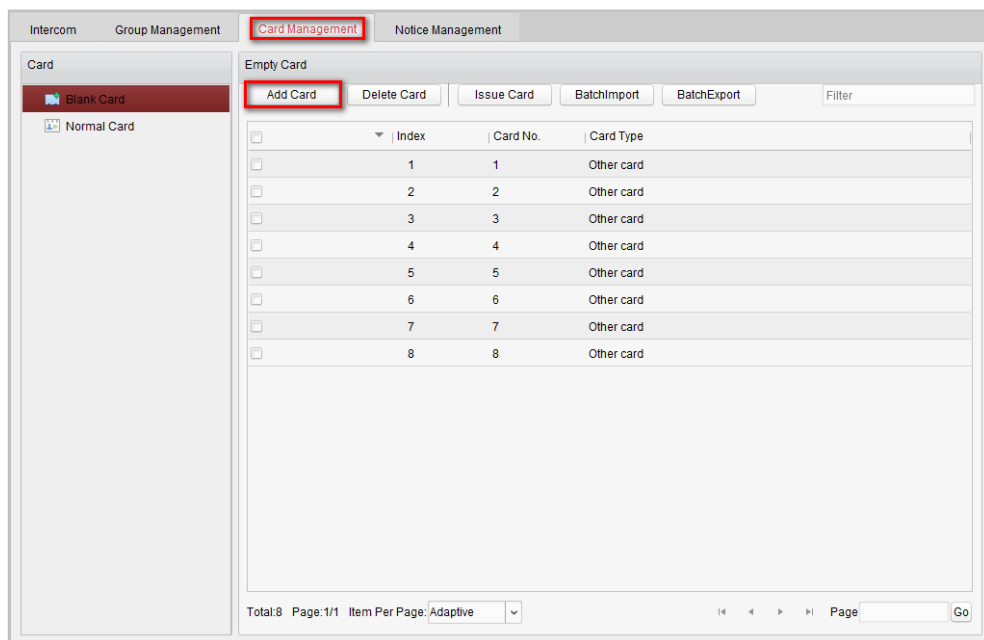 Intercom Group Management Card Management Notice Management
Card
Blank Card
Normal Card
Empty Card
Add Card Delete Card Issue Card BatchImport BatchExport Filter
Index Card No. Card Type
1 1 Other card
2 2 Other card
3 3 Other card
4 4 Other card
5 5 Other card
6 6 Other card
7 7 Other card
8 8 Other card
Total:8 Page:1/1 Item Per Page: Adaptive Page Go